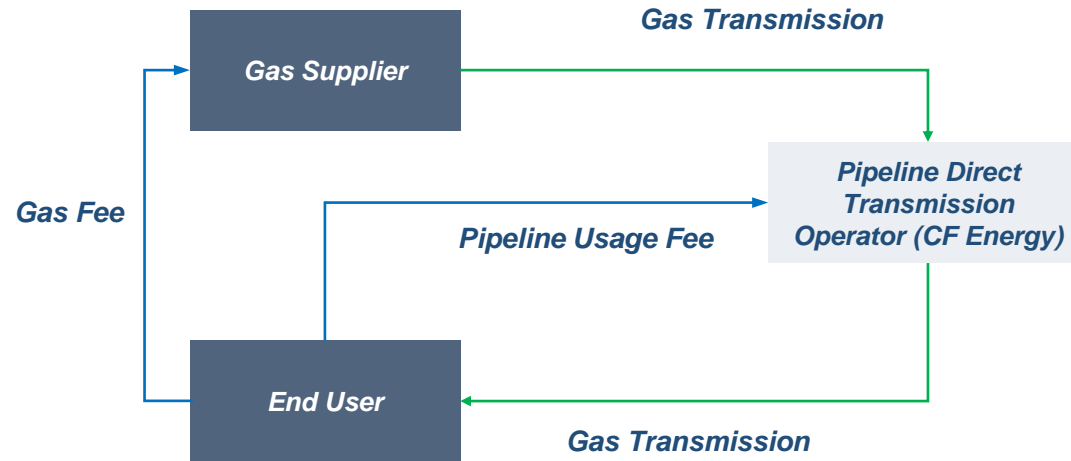 Gas Transmission
Gas Supplier
Pipeline Direct
Transmission
Operator (CF Energy)
Gas Fee
Pipeline Usage Fee
End User
Gas Transmission